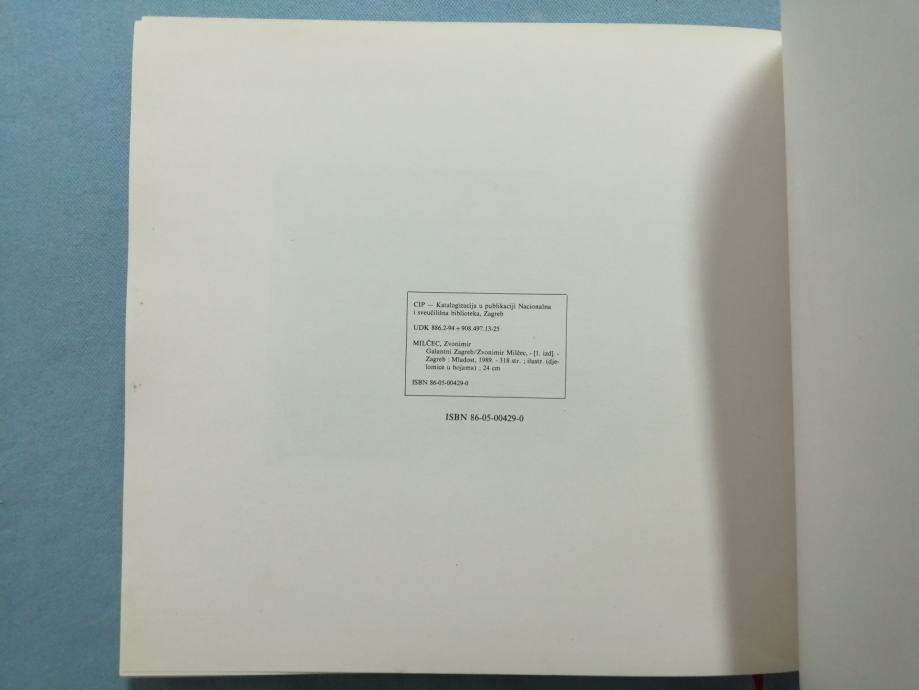 CIP — Katalogizacija u publikaciji Nacionalna
i sveučilišna biblioteka, Zagreb
UDK 886.2-94+908.497.13-25
MILČEC, Zvonimir
Galantni Zagreb/Zvonimir Milčec, - [1. izd]. -
Zagreb : Mladost, 1989. - 318 str. ; ilustr. (dje-
lomice u bojama) ; 24 cm
ISBN 86-05-00429-0
ISBN 86-05-00429-0